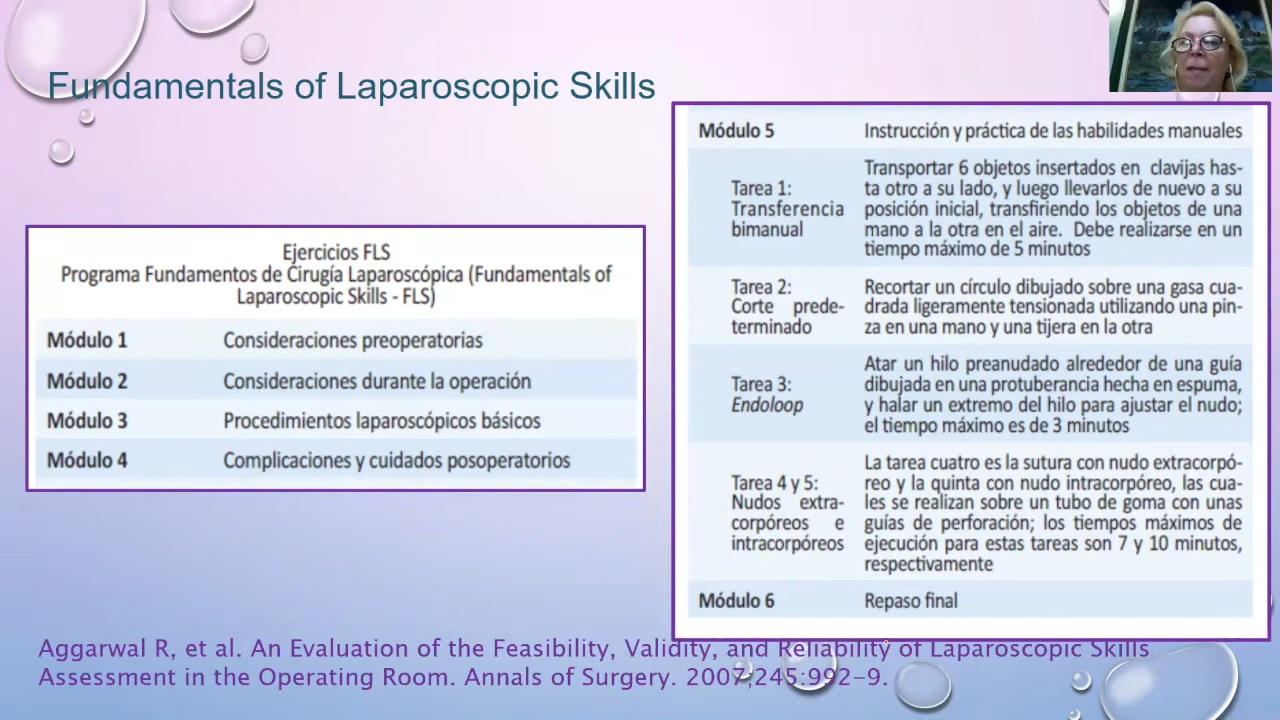 Fundamentals of Laparoscopic Skills
Ejercicios FLS
Programa Fundamentos de Cirugía Laparoscópica (Fundamentals of
Laparoscopic Skills - FLS)
Módulo 1 Consideraciones preoperatorias
Módulo 2 Consideraciones durante la operación
Módulo 3 Procedimientos laparoscópicos básicos
Módulo 4 Complicaciones y cuidados posoperatorios
Módulo 5 Instrucción y práctica de las habilidades manuales
Tarea 1:
Transferencia
bimanual
Transportar 6 objetos insertados en clavijas has-
ta otro a su lado, y luego llevarlos de nuevo a su
posición inicial, transfiriendo los objetos de una
mano a la otra en el aire. Debe realizarse en un
tiempo máximo de 5 minutos
Tarea 2:
Corte prede-
terminado
Recortar un círculo dibujado sobre una gasa cua-
drada ligeramente tensionada utilizando una pin-
za en una mano y una tijera en la otra
Tarea 3:
Endoloop
Atar un hilo preanudado alrededor de una guía
dibujada en una protuberancia hecha en espuma,
y halar un extremo del hilo para ajustar el nudo;
el tiempo máximo es de 3 minutos
Tarea 4 y 5:
Nudos extra-
corpóreos e
intracorpóreos
La tarea cuatro es la sutura con nudo extracorpó-
reo y la quinta con nudo intracorpóreo, las cua-
les se realizan sobre un tubo de goma con unas
guías de perforación; los tiempos máximos de
ejecución para estas tareas son 7 y 10 minutos,
respectivamente
Módulo 6 Repaso final
Aggarwal R, et al. An Evaluation of the Feasibility, Validity, and Reliability of Laparoscopic Skills
Assessment in the Operating Room. Annals of Surgery. 2007;245:992-9.